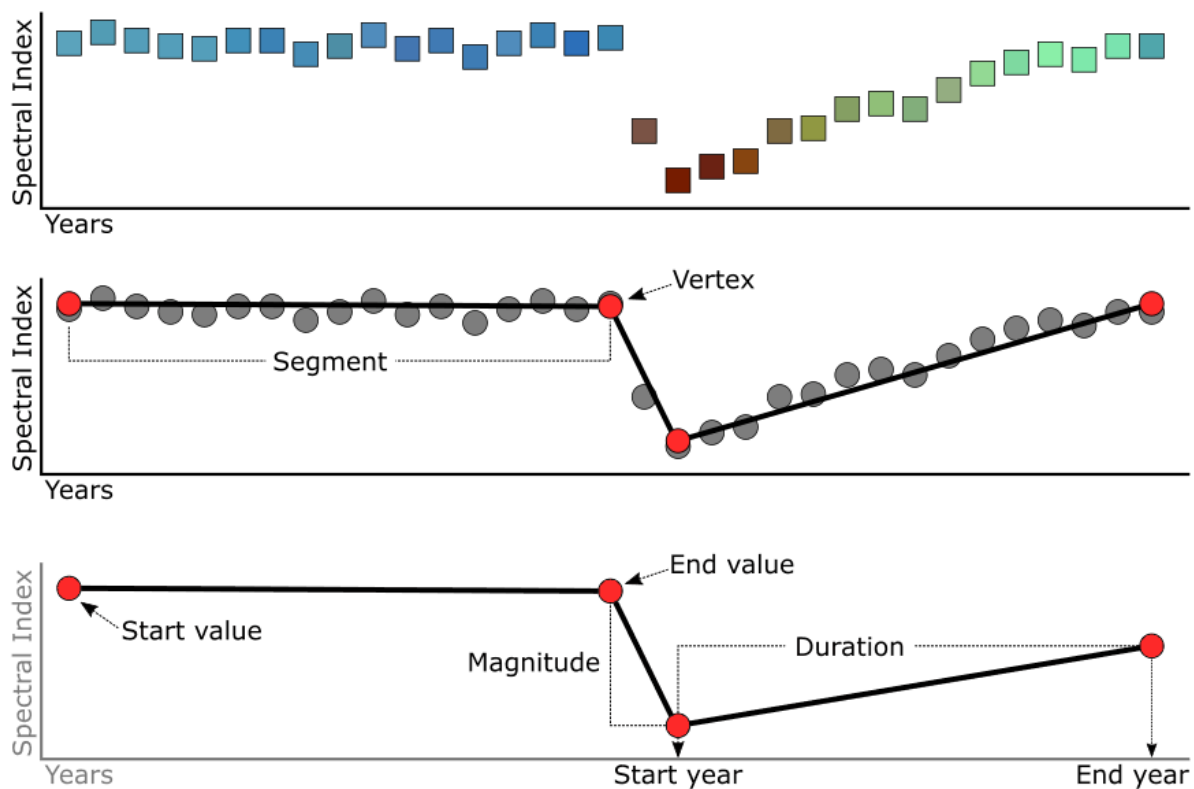 Spectral Index
Years
Spectral Index
Vertex
Segment
Years
Spectral Index
End value
Start value
Magnitude
Duration
Years
Start year
End year